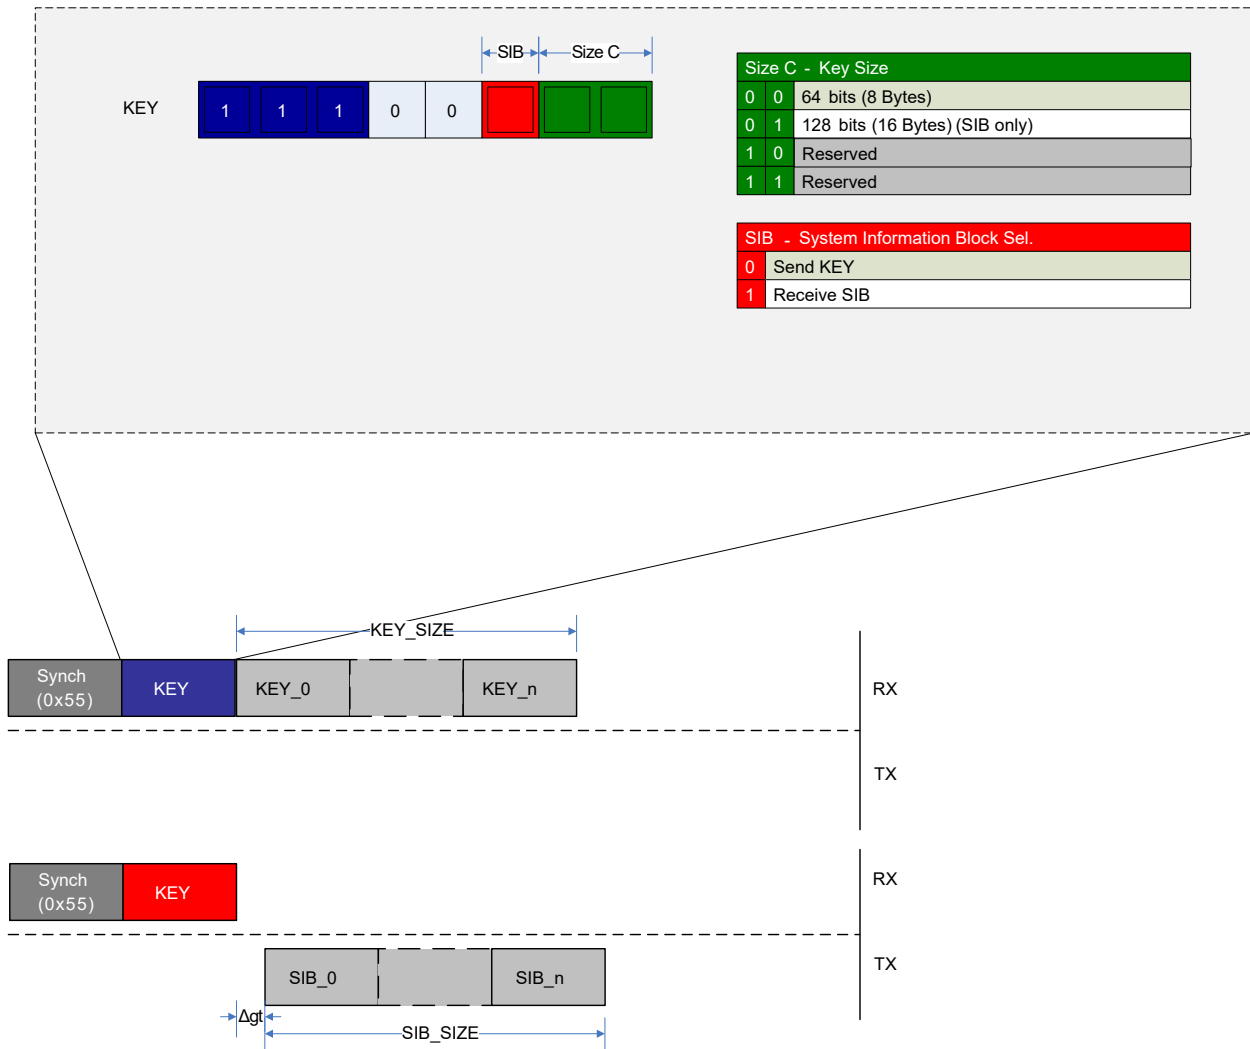 SIB
Size C
KEY
1 1 1 0 0
Size C - Key Size
0 0 64 bits (8 Bytes)
0 1 128 bits (16 Bytes) (SIB only)
1 0 Reserved
1 1 Reserved
SIB - System Information Block Sel.
0 Send KEY
1 Receive SIB
KEY_SIZE
Synch
(0x55)
KEY
KEY_0
KEY_n
RX
TX
Synch
(0x55)
KEY
RX
SIB_0
SIB_n
TX
Δgt
SIB_SIZE